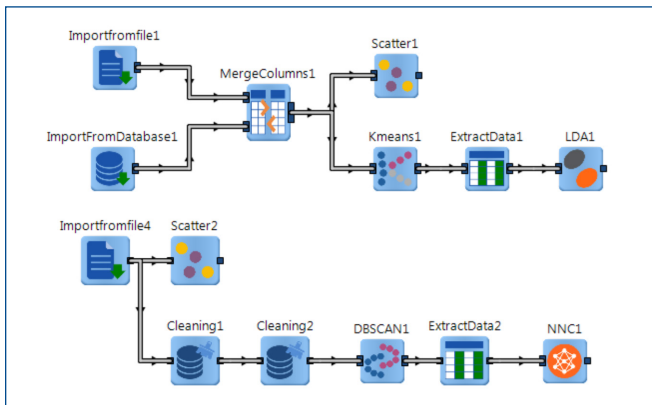 Importfromfile1
Scatter1
MergeColumns1
ImportFromDatabase1
Kmeans1
ExtractData1
LDA1
Importfromfile4
Scatter2
Cleaning1
Cleaning2
DBSCAN1
ExtractData2
NNC1